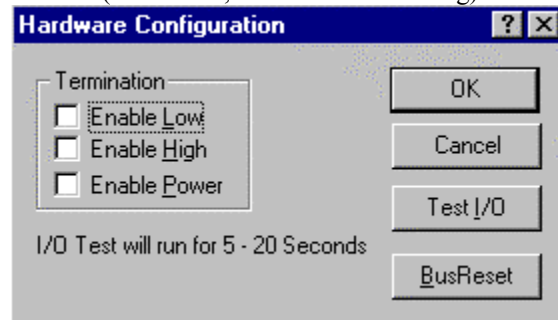 Hardware Configuration
Termination
Enable Low
Enable High
Enable Power
I/O Test will run for 5 - 20 Seconds
OK
Cancel
Test I/O
BusReset